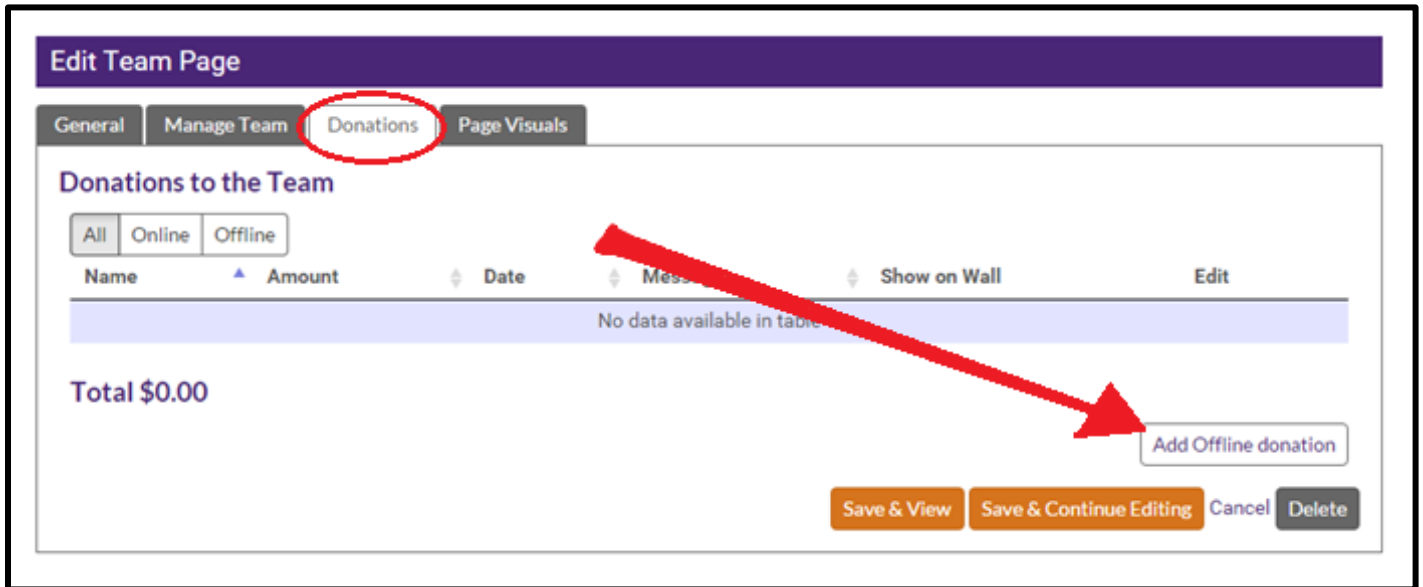 Edit Team Page
General Manage Team Donations Page Visuals
Donations to the Team
All Online Offline
Name Amount Date Show on Wall Edit
No data available in table
Total $0.00
Add Offline donation
Save & View Save & Continue Editing Cancel Delete